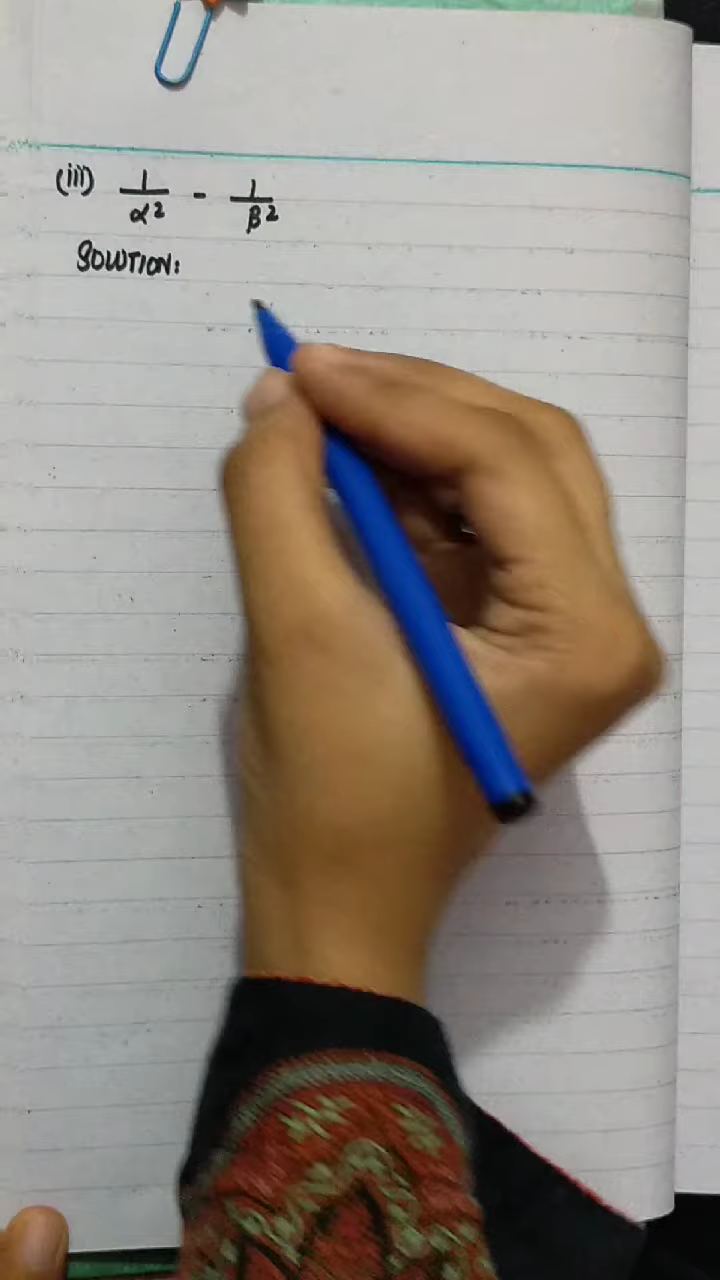 (iii) 1/α² - 1/β²
SOLUTION: